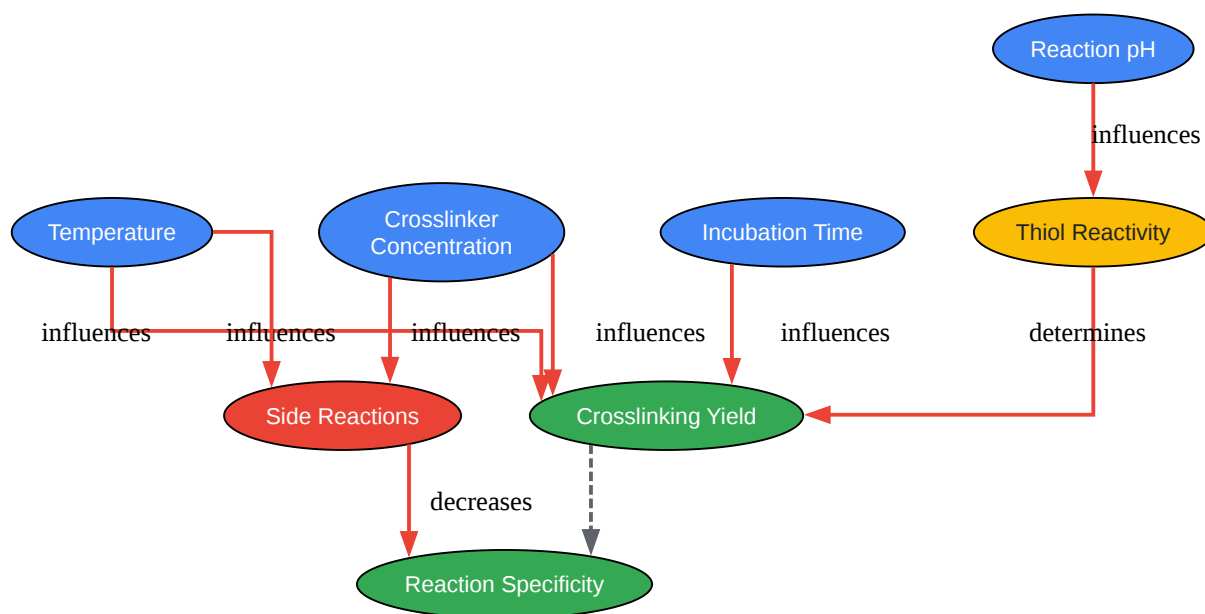 Reaction pH
influences
Temperature
Crosslinker
Concentration
Incubation Time
Thiol Reactivity
influences
influences
influences
influences
influences
determines
Side Reactions
Crosslinking Yield
decreases
Reaction Specificity